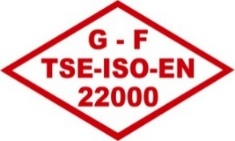 G - F
TSE-ISO-EN
22000